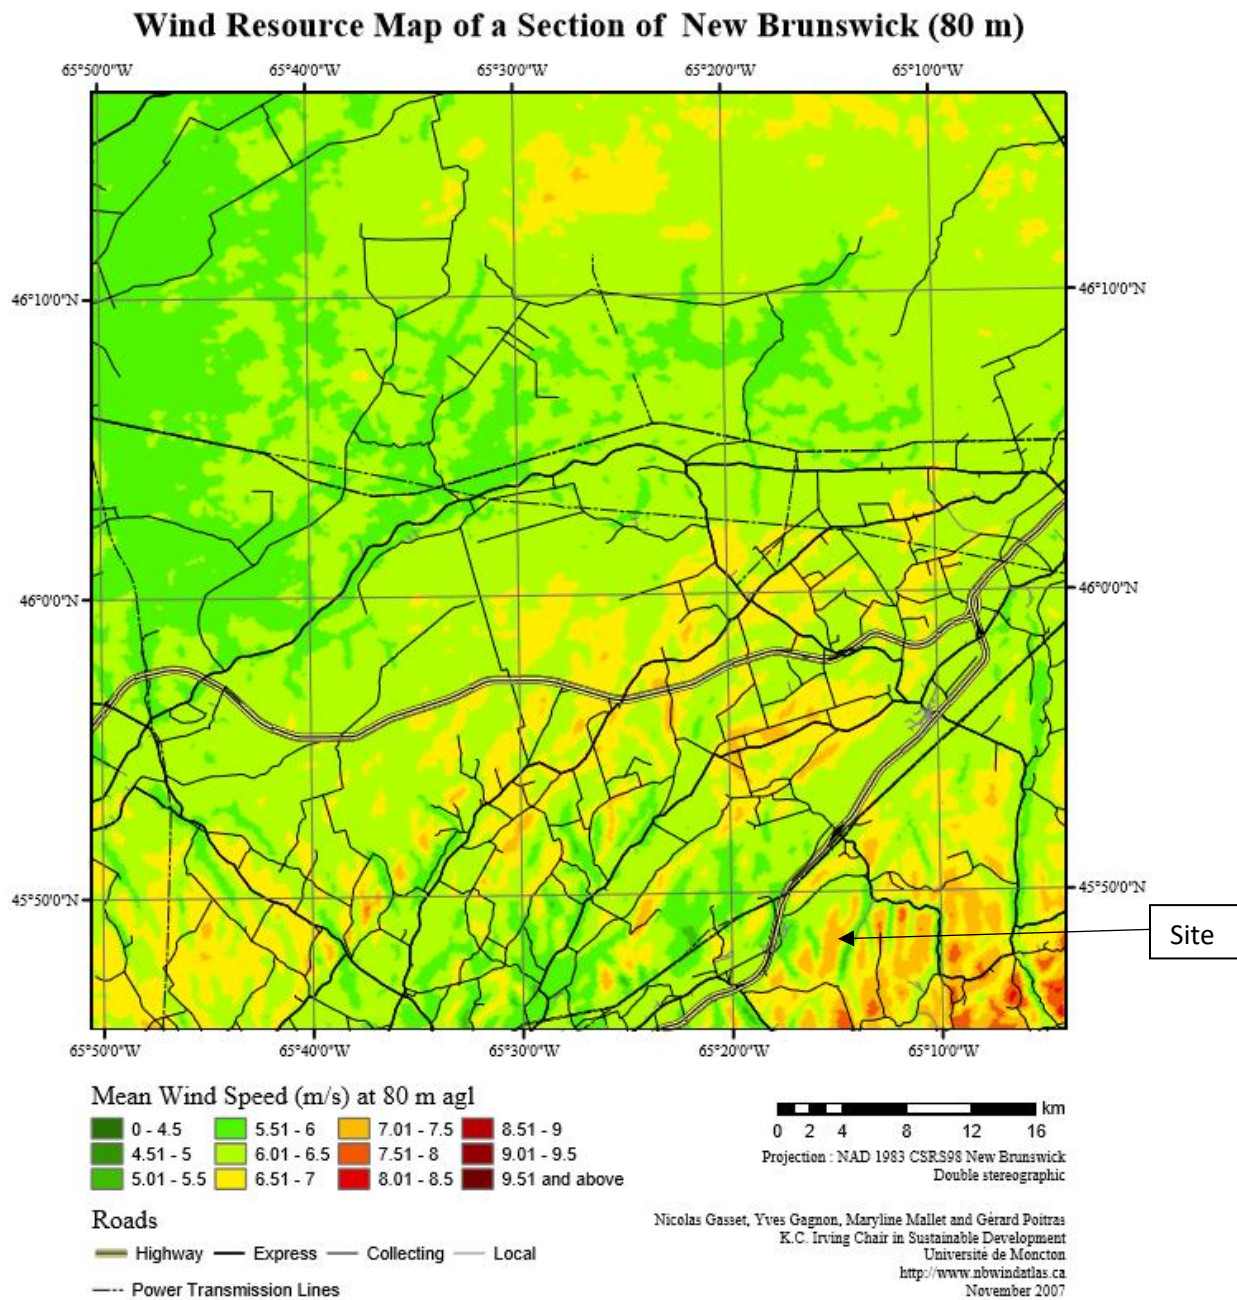 Wind Resource Map of a Section of New Brunswick (80 m)
65°50'0"W 65°40'0"W 65°30'0"W 65°20'0"W 65°10'0"W
46°10'0"N 46°10'0"N
46°0'0"N 46°0'0"N
45°50'0"N 45°50'0"N
Site
65°50'0"W 65°40'0"W 65°30'0"W 65°20'0"W 65°10'0"W
Mean Wind Speed (m/s) at 80 m agl
0 - 4.5 5.51 - 6 7.01 - 7.5 8.51 - 9
4.51 - 5 6.01 - 6.5 7.51 - 8 9.01 - 9.5
5.01 - 5.5 6.51 - 7 8.01 - 8.5 9.51 and above
km
0 2 4 8 12 16
Projection : NAD 1983 CSRS98 New Brunswick
Double stereographic
Roads
Highway Express Collecting Local
Power Transmission Lines
Nicolas Gasset, Yves Gagnon, Maryline Mallet and Gérard Poitras
K.C. Irving Chair in Sustainable Development
Université de Moncton
http://www.nbwindatlas.ca
November 2007